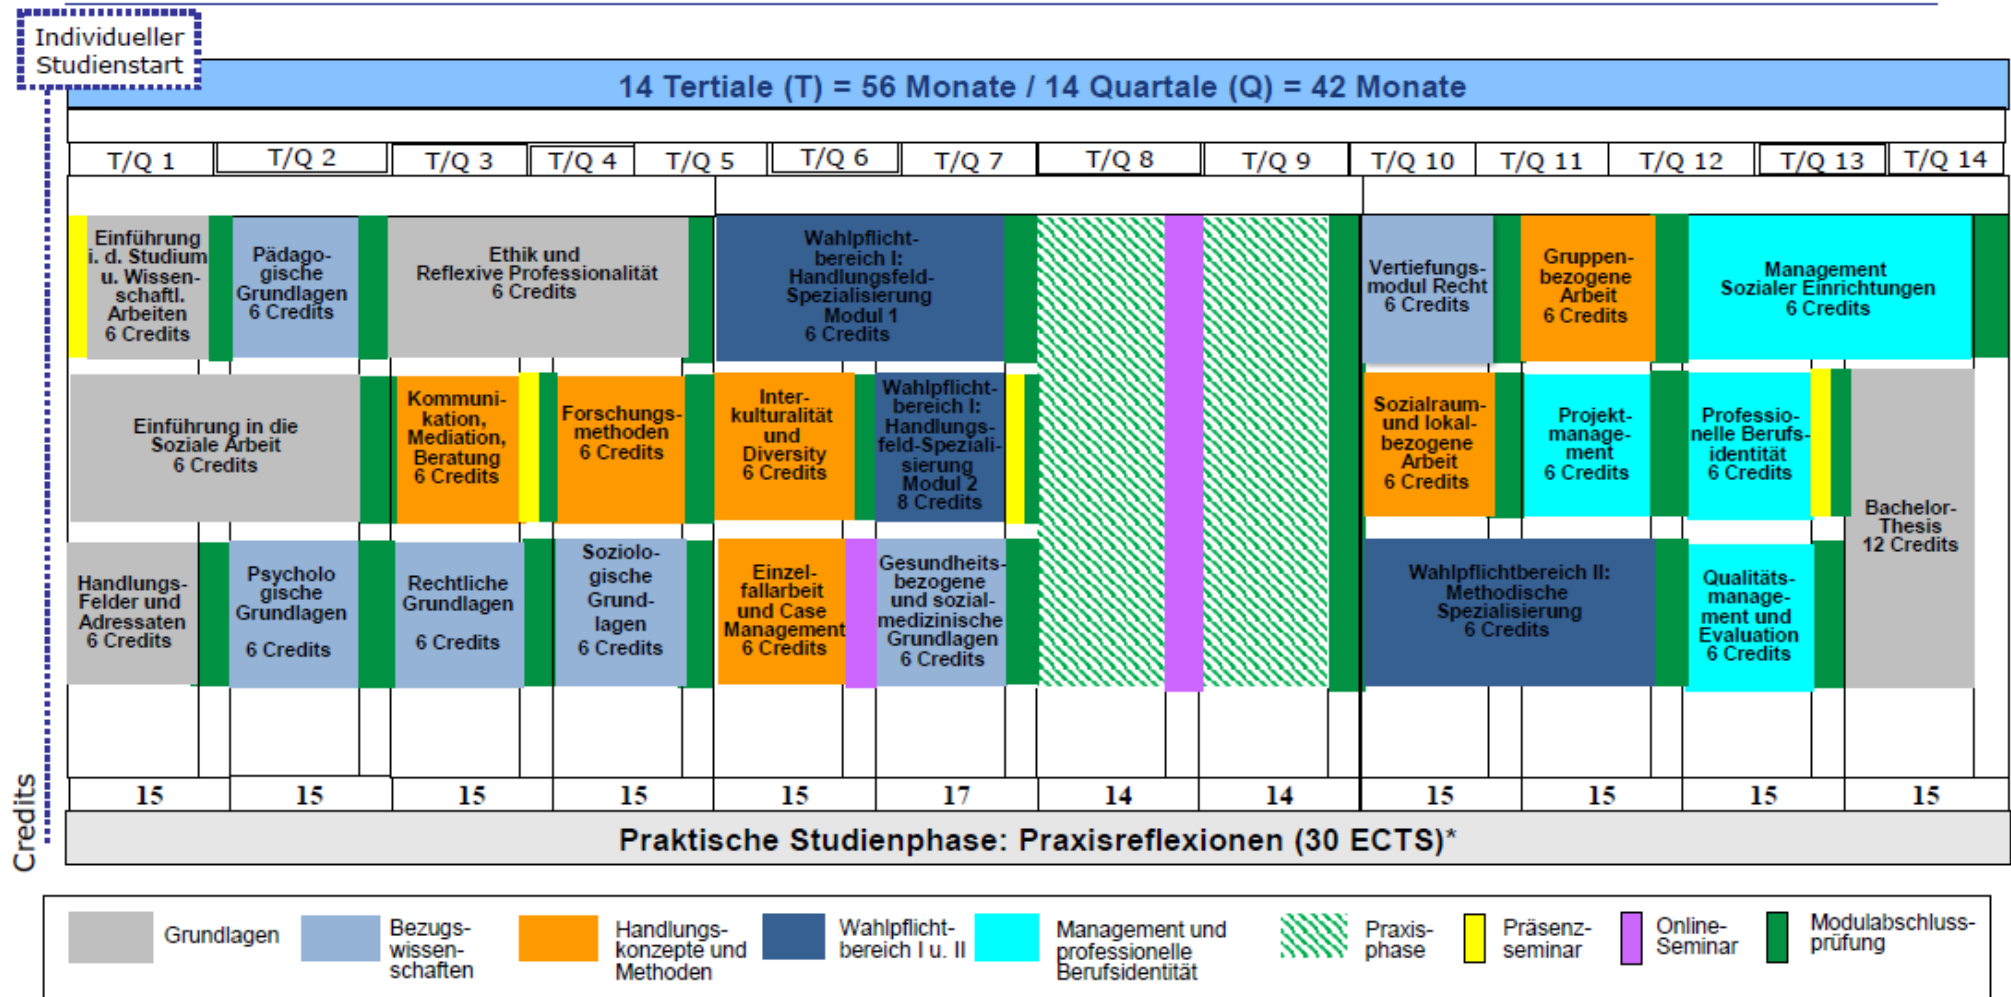 Individueller
Studienstart
14 Tertiale (T) = 56 Monate / 14 Quartale (Q) = 42 Monate
T/Q 1
T/Q 2
T/Q 3
T/Q 4
T/Q 5
T/Q 6
T/Q 7
T/Q 8
T/Q 9
T/Q 10
T/Q 11
T/Q 12
T/Q 13
T/Q 14
Einführung
i. d. Studium
u. Wissen-
schaftl.
Arbeiten
6 Credits
Pädago-
gische
Grundlagen
6 Credits
Ethik und
Reflexive Professionalität
6 Credits
Wahlpflicht-
bereich I:
Handlungsfeld-
Spezialisierung
Modul 1
6 Credits
Vertiefungs-
modul Recht
6 Credits
Gruppen-
bezogene
Arbeit
6 Credits
Management
Sozialer Einrichtungen
6 Credits
Einführung in die
Soziale Arbeit
6 Credits
Kommuni-
kation,
Mediation,
Beratung
6 Credits
Forschungs-
methoden
6 Credits
Inter-
kulturalität
und
Diversity
6 Credits
Wahlpflicht-
bereich I:
Handlungs-
feld-Speziali-
sierung
Modul 2
8 Credits
Sozialraum-
und lokal-
bezogene
Arbeit
6 Credits
Projekt-
manage-
ment
6 Credits
Professio-
nelle Berufs-
identität
6 Credits
Bachelor-
Thesis
12 Credits
Handlungs-
Felder und
Adressaten
6 Credits
Psycholo
gische
Grundlagen
6 Credits
Rechtliche
Grundlagen
6 Credits
Soziolo-
gische
Grund-
lagen
6 Credits
Einzel-
fallarbeit
und Case
Management
6 Credits
Gesundheits-
bezogene
und sozial-
medizinische
Grundlagen
6 Credits
Wahlpflichtbereich II:
Methodische
Spezialisierung
6 Credits
Qualitäts-
manage-
ment und
Evaluation
6 Credits
Credits
15
15
15
15
15
17
14
14
15
15
15
15
Praktische Studienphase: Praxisreflexionen (30 ECTS)*
Grundlagen
Bezugs-
wissen-
schaften
Handlungs-
konzepte und
Methoden
Wahlpflicht-
bereich I u. II
Management und
professionelle
Berufsidentität
Praxis-
phase
Präsenz-
seminar
Online-
Seminar
Modulabschluss-
prüfung